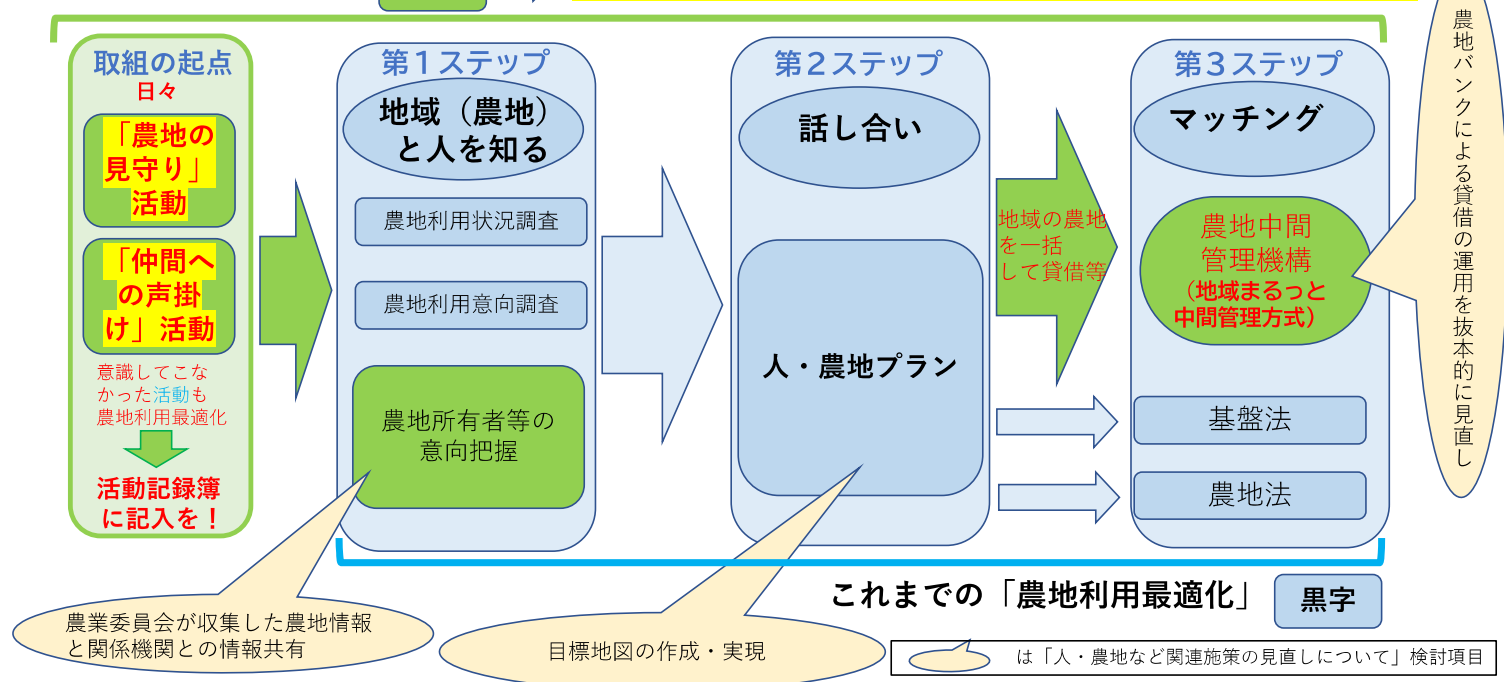 取組の起点
日々
「農地の
見守り」
活動
「仲間へ
の声掛
け」活動
意識してこな
かった活動も
農地利用最適化
活動記録簿
に記入を！
第１ステップ
地域（農地）
と人を知る
農地利用状況調査
農地利用意向調査
農地所有者等の
意向把握
第２ステップ
話し合い
人・農地プラン
地域の農地
を一括
して貸借等
第３ステップ
マッチング
農地中間
管理機構
（地域まるっと
中間管理方式）
基盤法
農地法
農地バンクによる貸借の運用を抜本的に見直し
これまでの「農地利用最適化」
黒字
農業委員会が収集した農地情報
と関係機関との情報共有
目標地図の作成・実現
は「人・農地など関連施策の見直しについて」検討項目